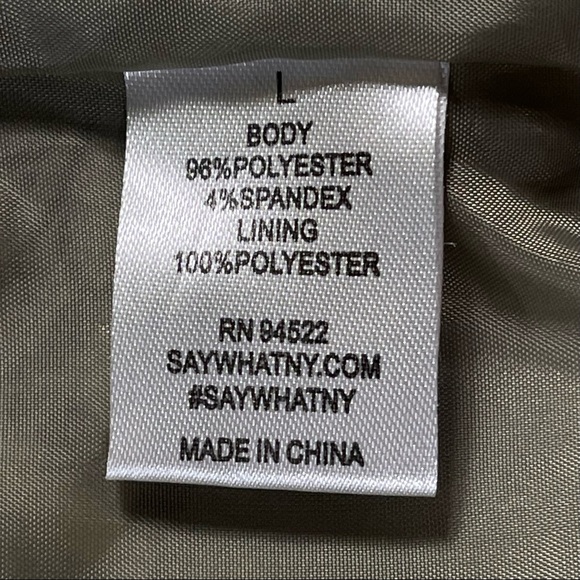 L
BODY
96%POLYESTER
4%SPANDEX
LINING
100%POLYESTER
RN 94522
SAYWHATNY.COM
#SAYWHATNY
MADE IN CHINA